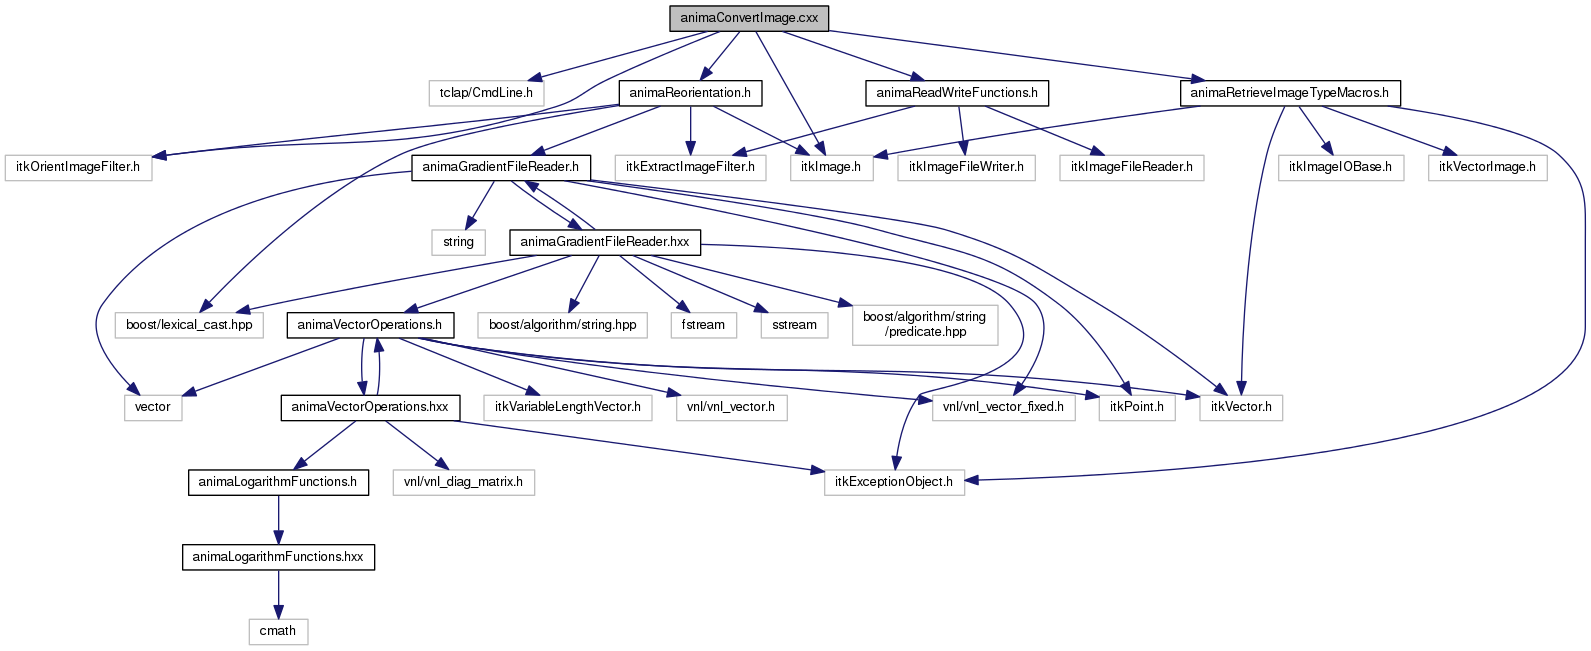 animaConvertImage.cxx
tclap/CmdLine.h
animaReorientation.h
animaReadWriteFunctions.h
animaRetrieveImageTypeMacros.h
itkOrientImageFilter.h
animaGradientFileReader.h
itkExtractImageFilter.h
itkImage.h
itkImageFileWriter.h
itkImageFileReader.h
itkImageIOBase.h
itkVectorImage.h
string
animaGradientFileReader.hxx
boost/lexical_cast.hpp
animaVectorOperations.h
boost/algorithm/string.hpp
fstream
sstream
boost/algorithm/string
/predicate.hpp
vector
animaVectorOperations.hxx
itkVariableLengthVector.h
vnl/vnl_vector.h
vnl/vnl_vector_fixed.h
itkPoint.h
itkVector.h
animaLogarithmFunctions.h
vnl/vnl_diag_matrix.h
itkExceptionObject.h
animaLogarithmFunctions.hxx
cmath